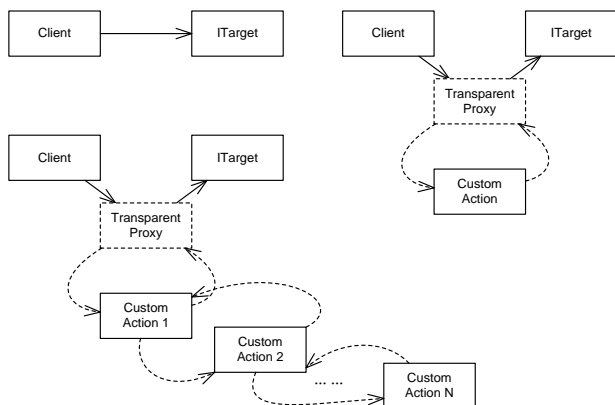 Client
ITarget
Client
ITarget
Transparent
Proxy
Custom
Action
Client
ITarget
Transparent
Proxy
Custom
Action 1
Custom
Action 2
... ...
Custom
Action N